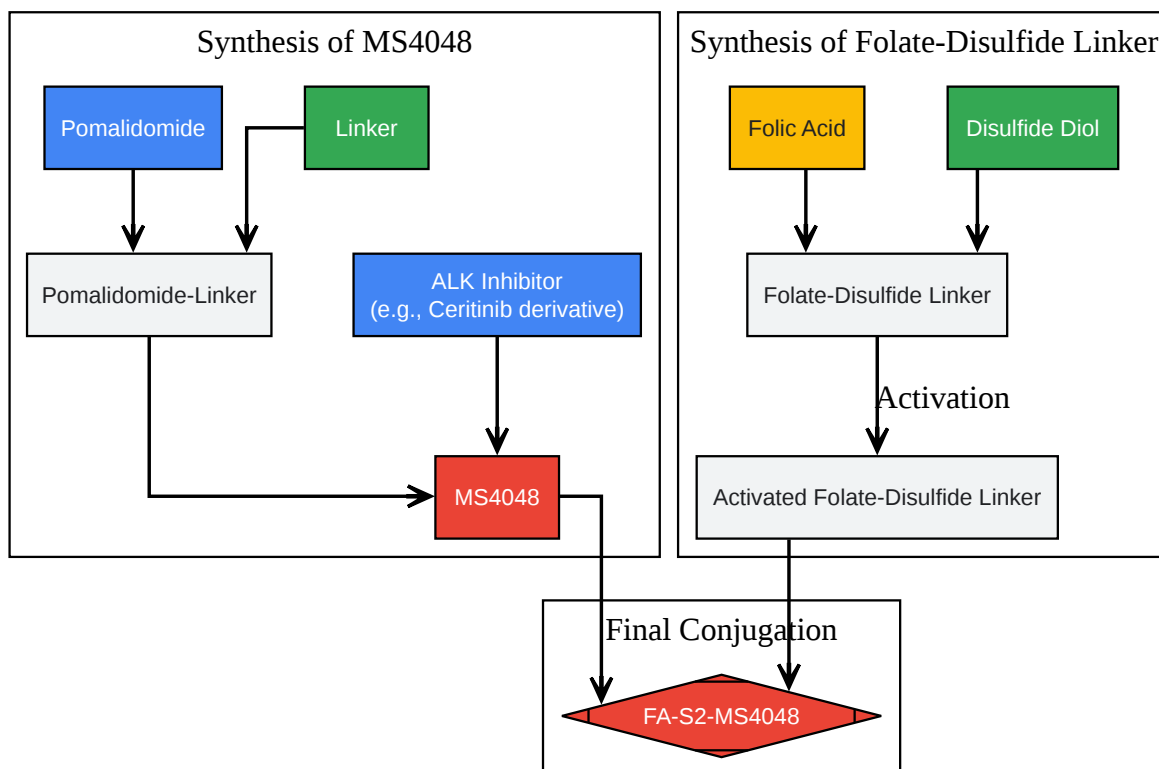 Synthesis of MS4048
Synthesis of Folate-Disulfide Linker
Pomalidomide
Linker
Folic Acid
Disulfide Diol
Pomalidomide-Linker
ALK Inhibitor
(e.g., Ceritinib derivative)
Folate-Disulfide Linker
Activation
MS4048
Activated Folate-Disulfide Linker
Final Conjugation
FA-S2-MS4048